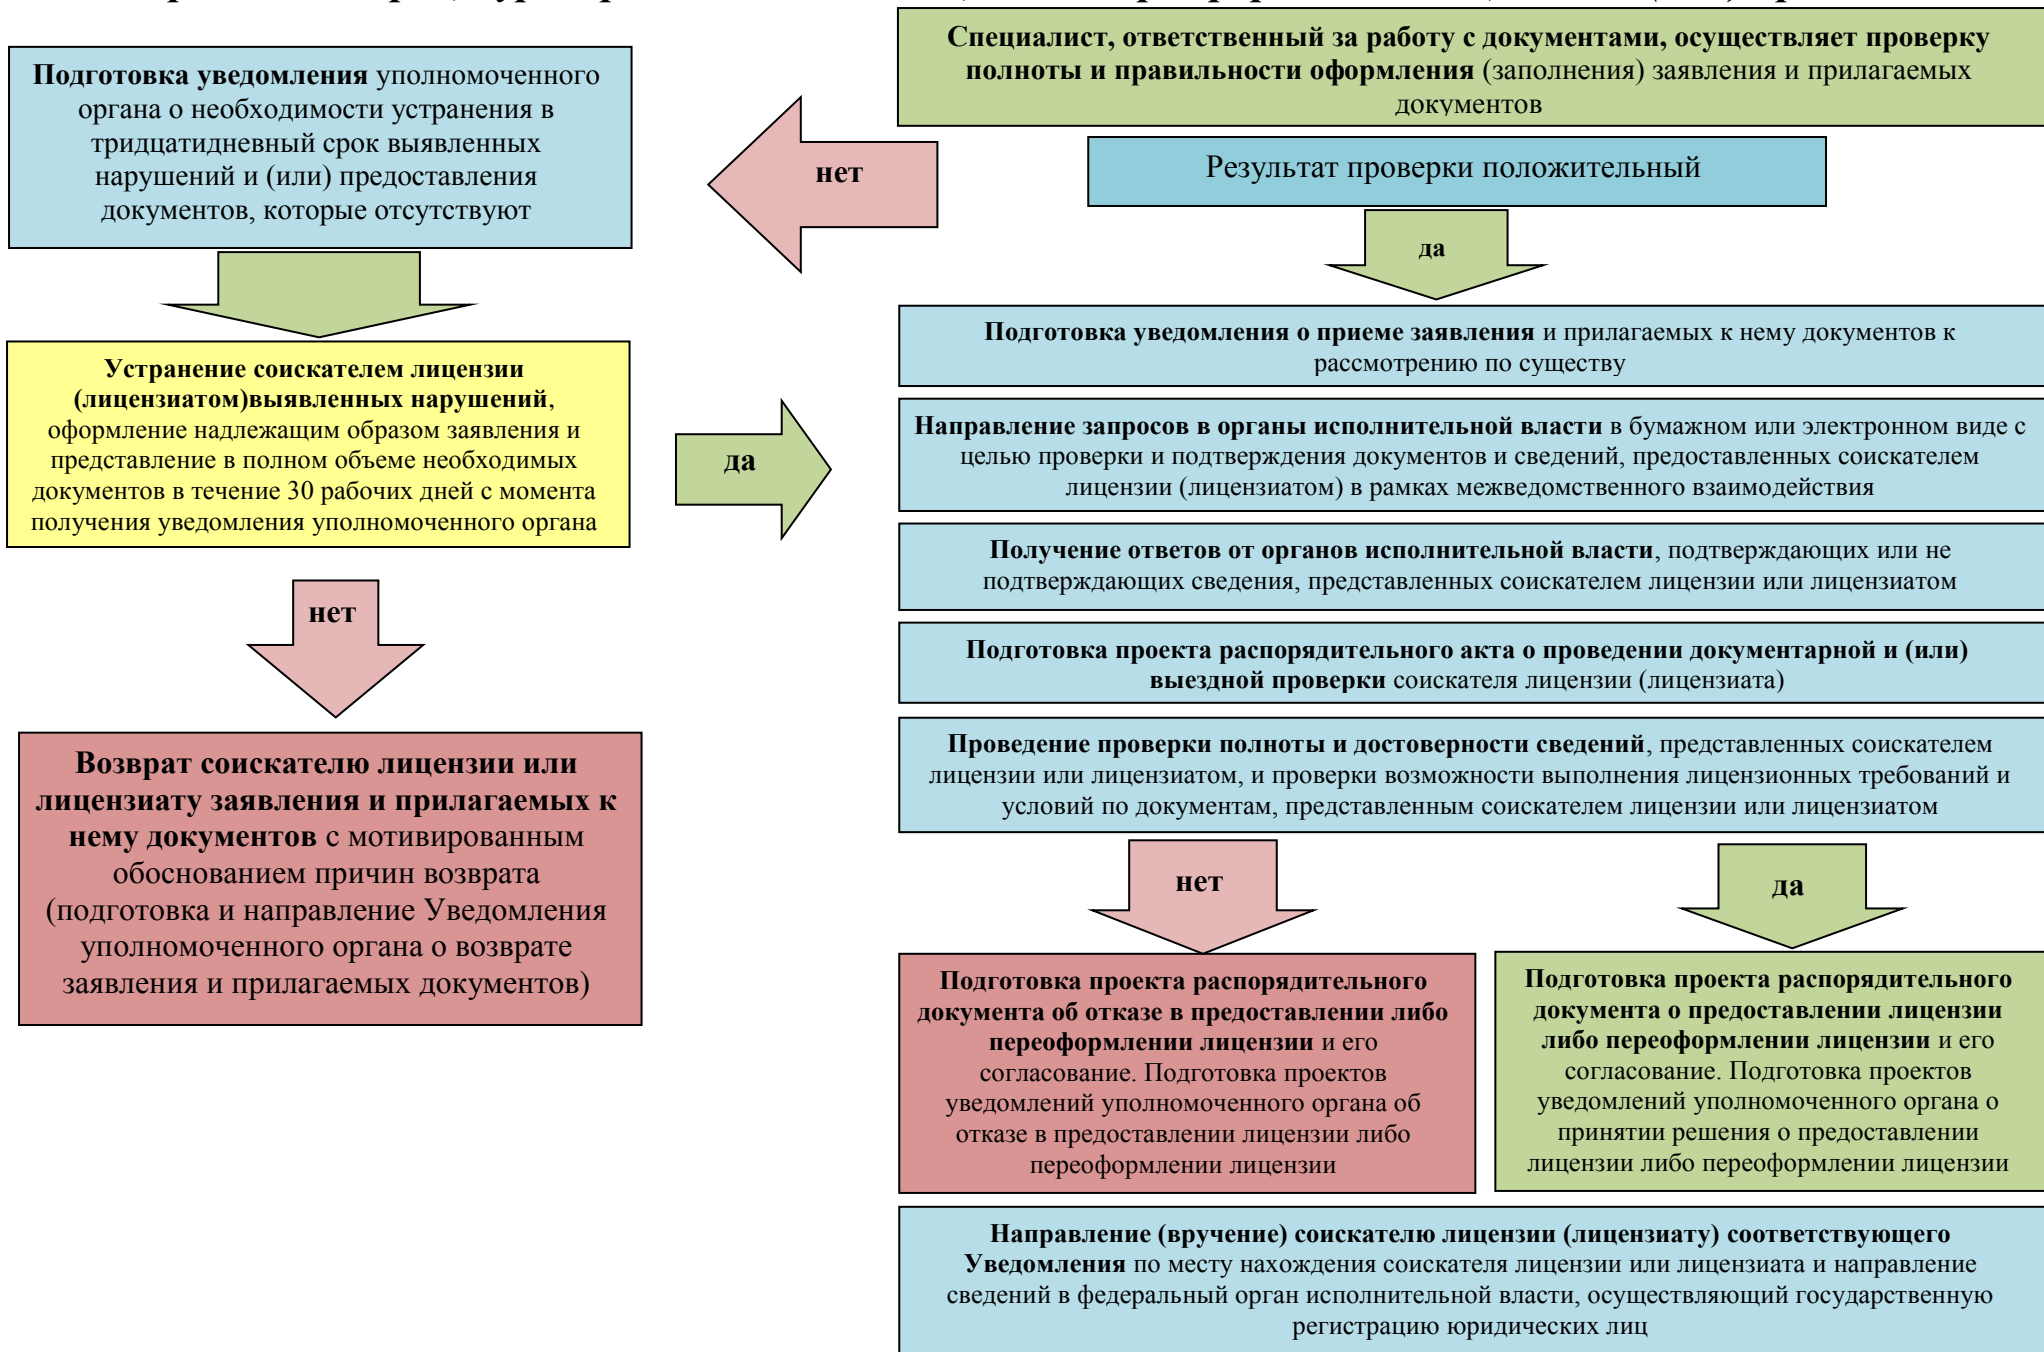 Специалист, ответственный за работу с документами, осуществляет проверку
полноты и правильности оформления (заполнения) заявления и прилагаемых
документов
Подготовка уведомления уполномоченного
органа о необходимости устранения в
тридцатидневный срок выявленных
нарушений и (или) предоставления
документов, которые отсутствуют
нет
Результат проверки положительный
да
Устранение соискателем лицензии
(лицензиатом)выявленных нарушений,
оформление надлежащим образом заявления и
представление в полном объеме необходимых
документов в течение 30 рабочих дней с момента
получения уведомления уполномоченного органа
да
нет
Возврат соискателю лицензии или
лицензиату заявления и прилагаемых к
нему документов с мотивированным
обоснованием причин возврата
(подготовка и направление Уведомления
уполномоченного органа о возврате
заявления и прилагаемых документов)
Подготовка уведомления о приеме заявления и прилагаемых к нему документов к
рассмотрению по существу
Направление запросов в органы исполнительной власти в бумажном или электронном виде с
целью проверки и подтверждения документов и сведений, предоставленных соискателем
лицензии (лицензиатом) в рамках межведомственного взаимодействия
Получение ответов от органов исполнительной власти, подтверждающих или не
подтверждающих сведения, представленных соискателем лицензии или лицензиатом
Подготовка проекта распорядительного акта о проведении документарной и (или)
выездной проверки соискателя лицензии (лицензиата)
Проведение проверки полноты и достоверности сведений, представленных соискателем
лицензии или лицензиатом, и проверки возможности выполнения лицензионных требований и
условий по документам, представленным соискателем лицензии или лицензиатом
нет
да
Подготовка проекта распорядительного
документа об отказе в предоставлении либо
переоформлении лицензии и его
согласование. Подготовка проектов
уведомлений уполномоченного органа об
отказе в предоставлении лицензии либо
переоформлении лицензии
Подготовка проекта распорядительного
документа о предоставлении лицензии
либо переоформлении лицензии и его
согласование. Подготовка проектов
уведомлений уполномоченного органа о
принятии решения о предоставлении
лицензии либо переоформлении лицензии
Направление (вручение) соискателю лицензии (лицензиату) соответствующего
Уведомления по месту нахождения соискателя лицензии или лицензиата и направление
сведений в федеральный орган исполнительной власти, осуществляющий государственную
регистрацию юридических лиц